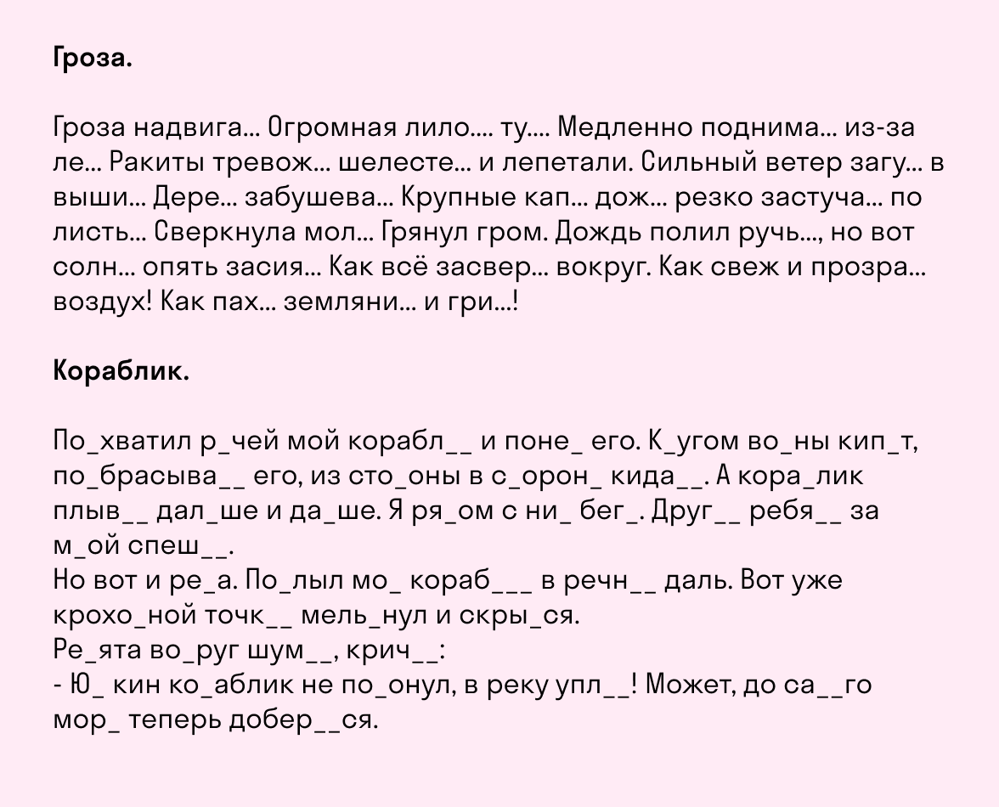 Гроза.
Гроза надвига... Огромная лило.... ту.... Медленно поднима... из-за
ле... Ракиты тревож... шелесте... и лепетали. Сильный ветер загу... в
выши... Дере... забушева... Крупные кап... дож... резко застуча... по
листь... Сверкнула мол... Грянул гром. Дождь полил ручь..., но вот
солн... опять засия... Как всё засвер... вокруг. Как свеж и прозра...
воздух! Как пах... земляни... и гри...!
Кораблик.
По_хватил р_чей мой корабл__ и поне_ его. К_угом во_ны кип_т,
по_брасыва__ его, из сто_оны в с_орон_ кида__. А кора_лик
плыв__ дал_ше и да_ше. Я ря_ом с ни_ бег_. Друг__ ребя__ за
м_ой спеш__.
Но вот и ре_а. По_лыл мо_ кораб___ в речн__ даль. Вот уже
крохо_ной точк__ мель_нул и скры_ся.
Ре_ята во_руг шум__, крич__:
- Ю_ кин ко_аблик не по_онул, в реку упл__! Может, до са__го
мор_ теперь добер__ся.